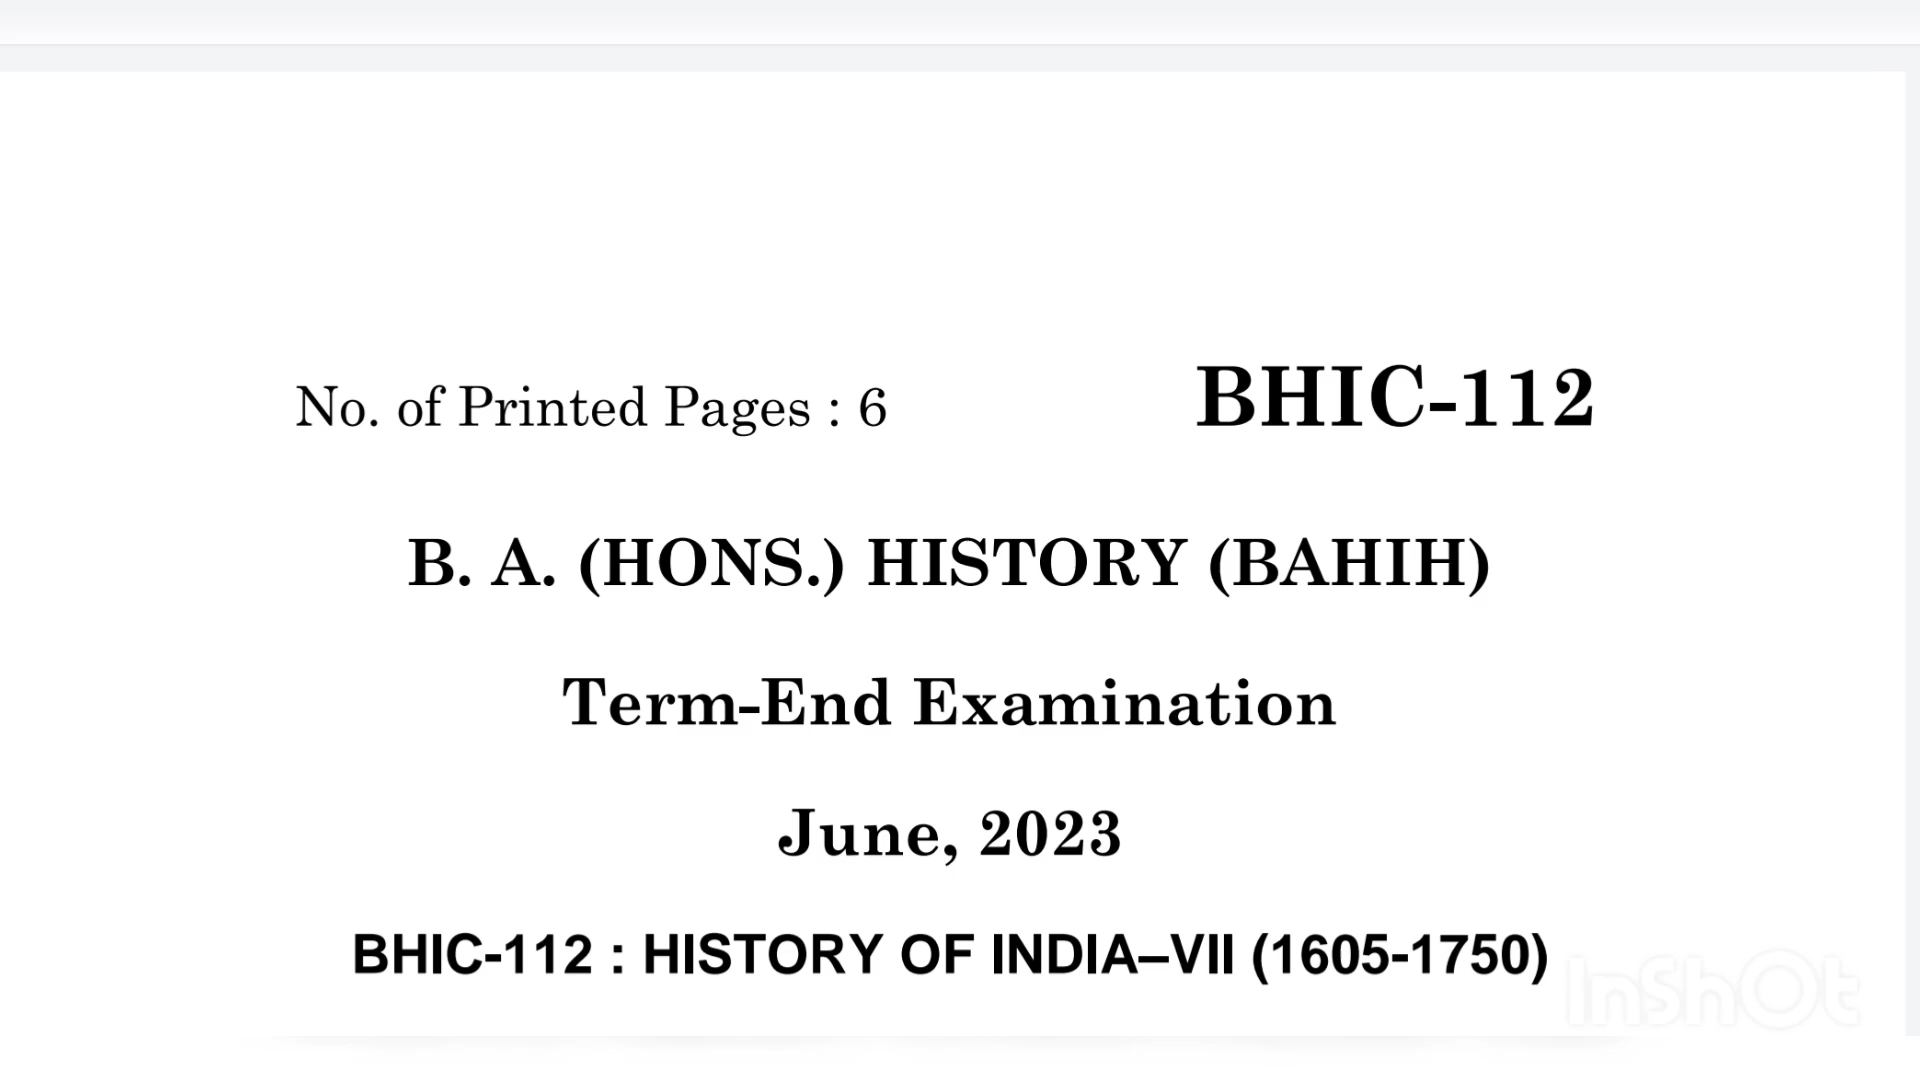 No. of Printed Pages : 6 BHIC-112
B. A. (HONS.) HISTORY (BAHIH)
Term-End Examination
June, 2023
BHIC-112 : HISTORY OF INDIA–VII (1605-1750)
InShOt